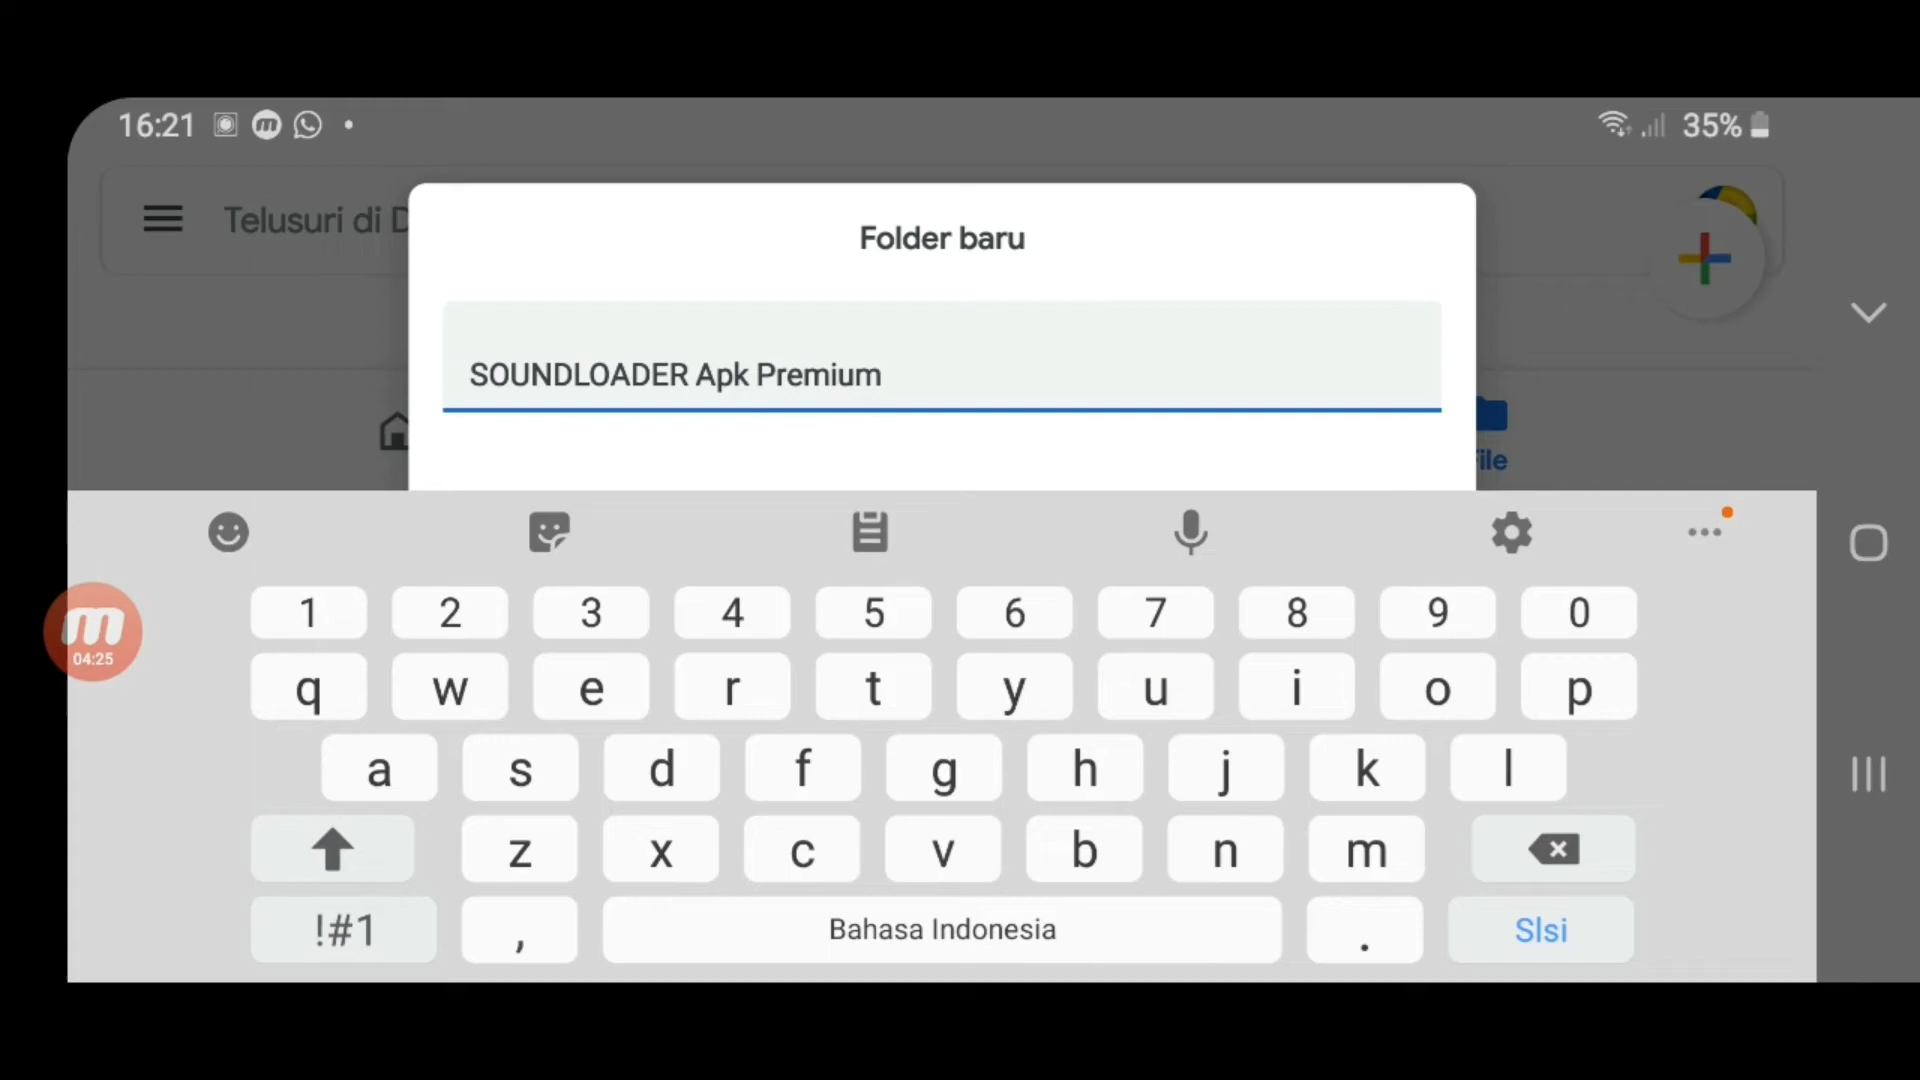 16:21
35%
Telusuri di D
Folder baru
SOUNDLOADER Apk Premium
ile
m
04:25
1 2 3 4 5 6 7 8 9 0
q w e r t y u i o p
a s d f g h j k l
z x c v b n m
!#1 , Bahasa Indonesia . Slsi